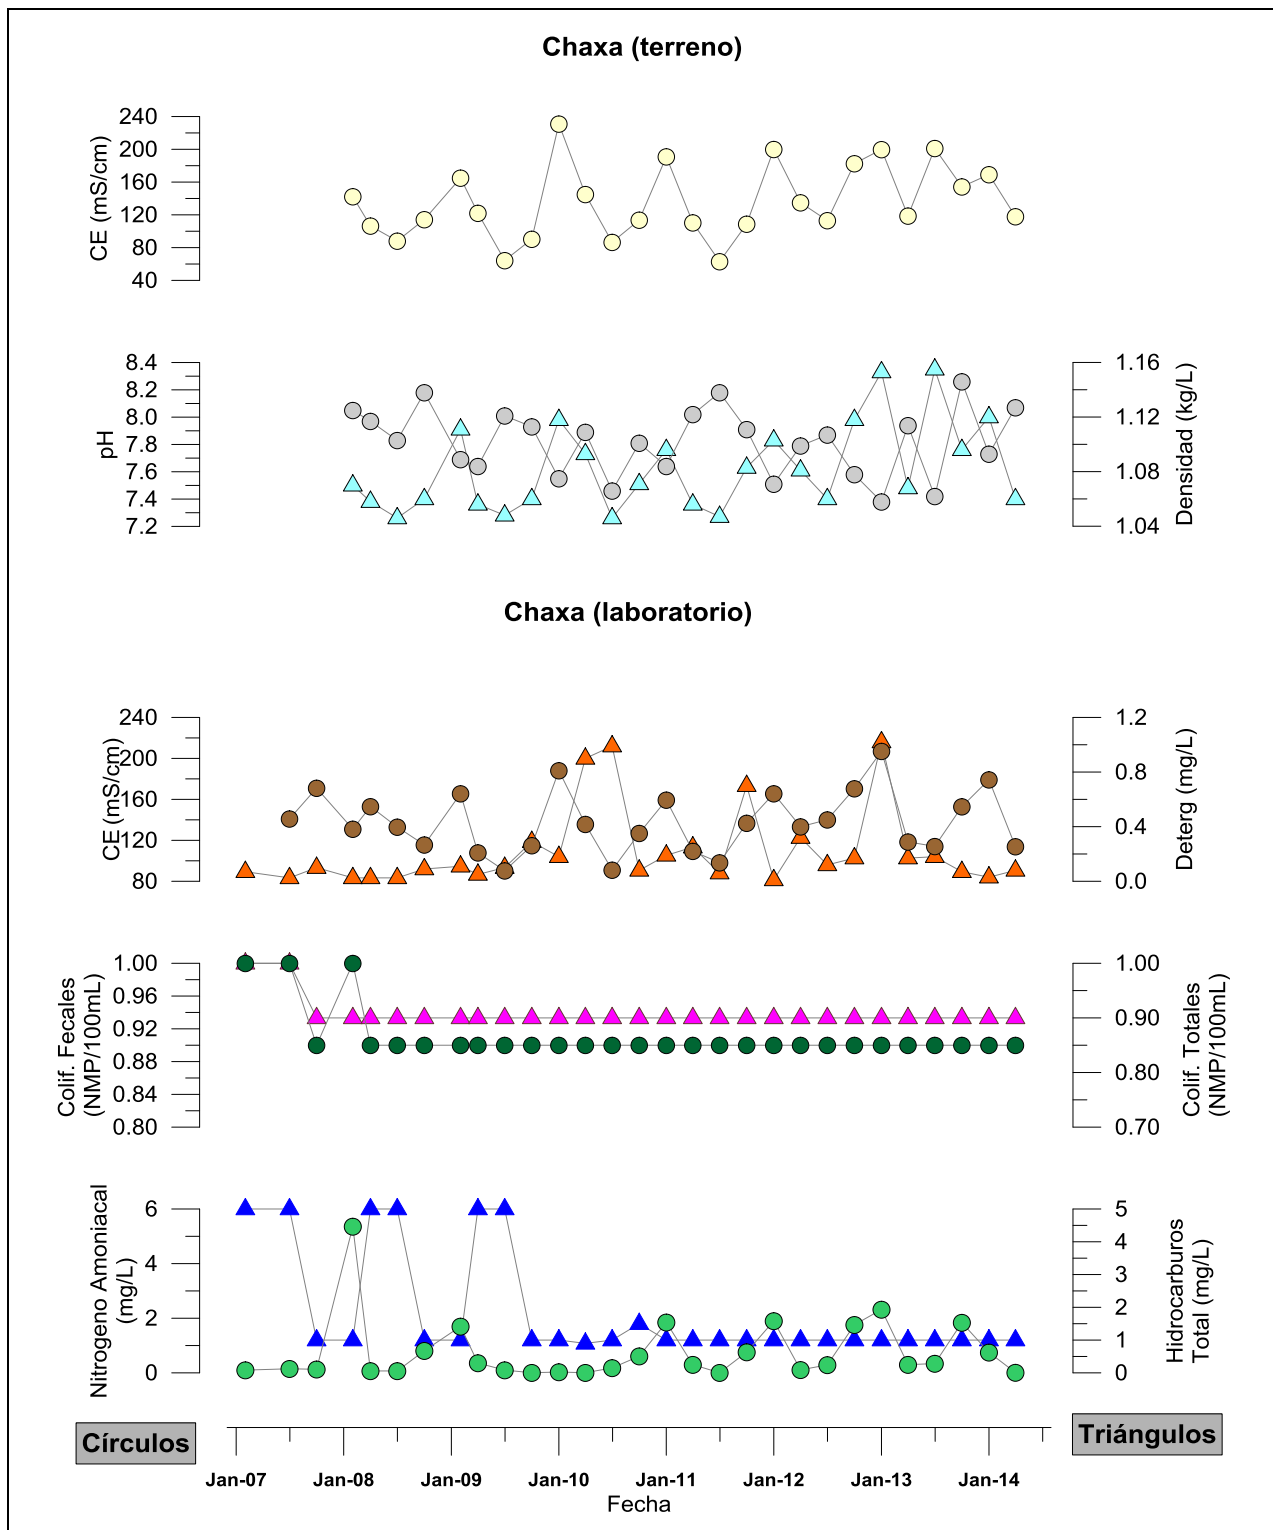 Chaxa (terreno)
240
200
160
120
80
40
CE (mS/cm)
8.4
8.2
8.0
7.8
7.6
7.4
7.2
pH
1.16
1.12
1.08
1.04
Densidad (kg/L)
Chaxa (laboratorio)
240
200
160
120
80
CE (mS/cm)
1.2
0.8
0.4
0.0
Deterg (mg/L)
1.00
0.96
0.92
0.88
0.84
0.80
Colif. Fecales
(NMP/100mL)
1.00
0.90
0.80
0.70
Colif. Totales
(NMP/100mL)
6
4
2
0
Nitrogeno Amoniacal
(mg/L)
5
4
3
2
1
0
Hidrocarburos
Total (mg/L)
Círculos
Triángulos
Jan-07 Jan-08 Jan-09 Jan-10 Jan-11 Jan-12 Jan-13 Jan-14
Fecha